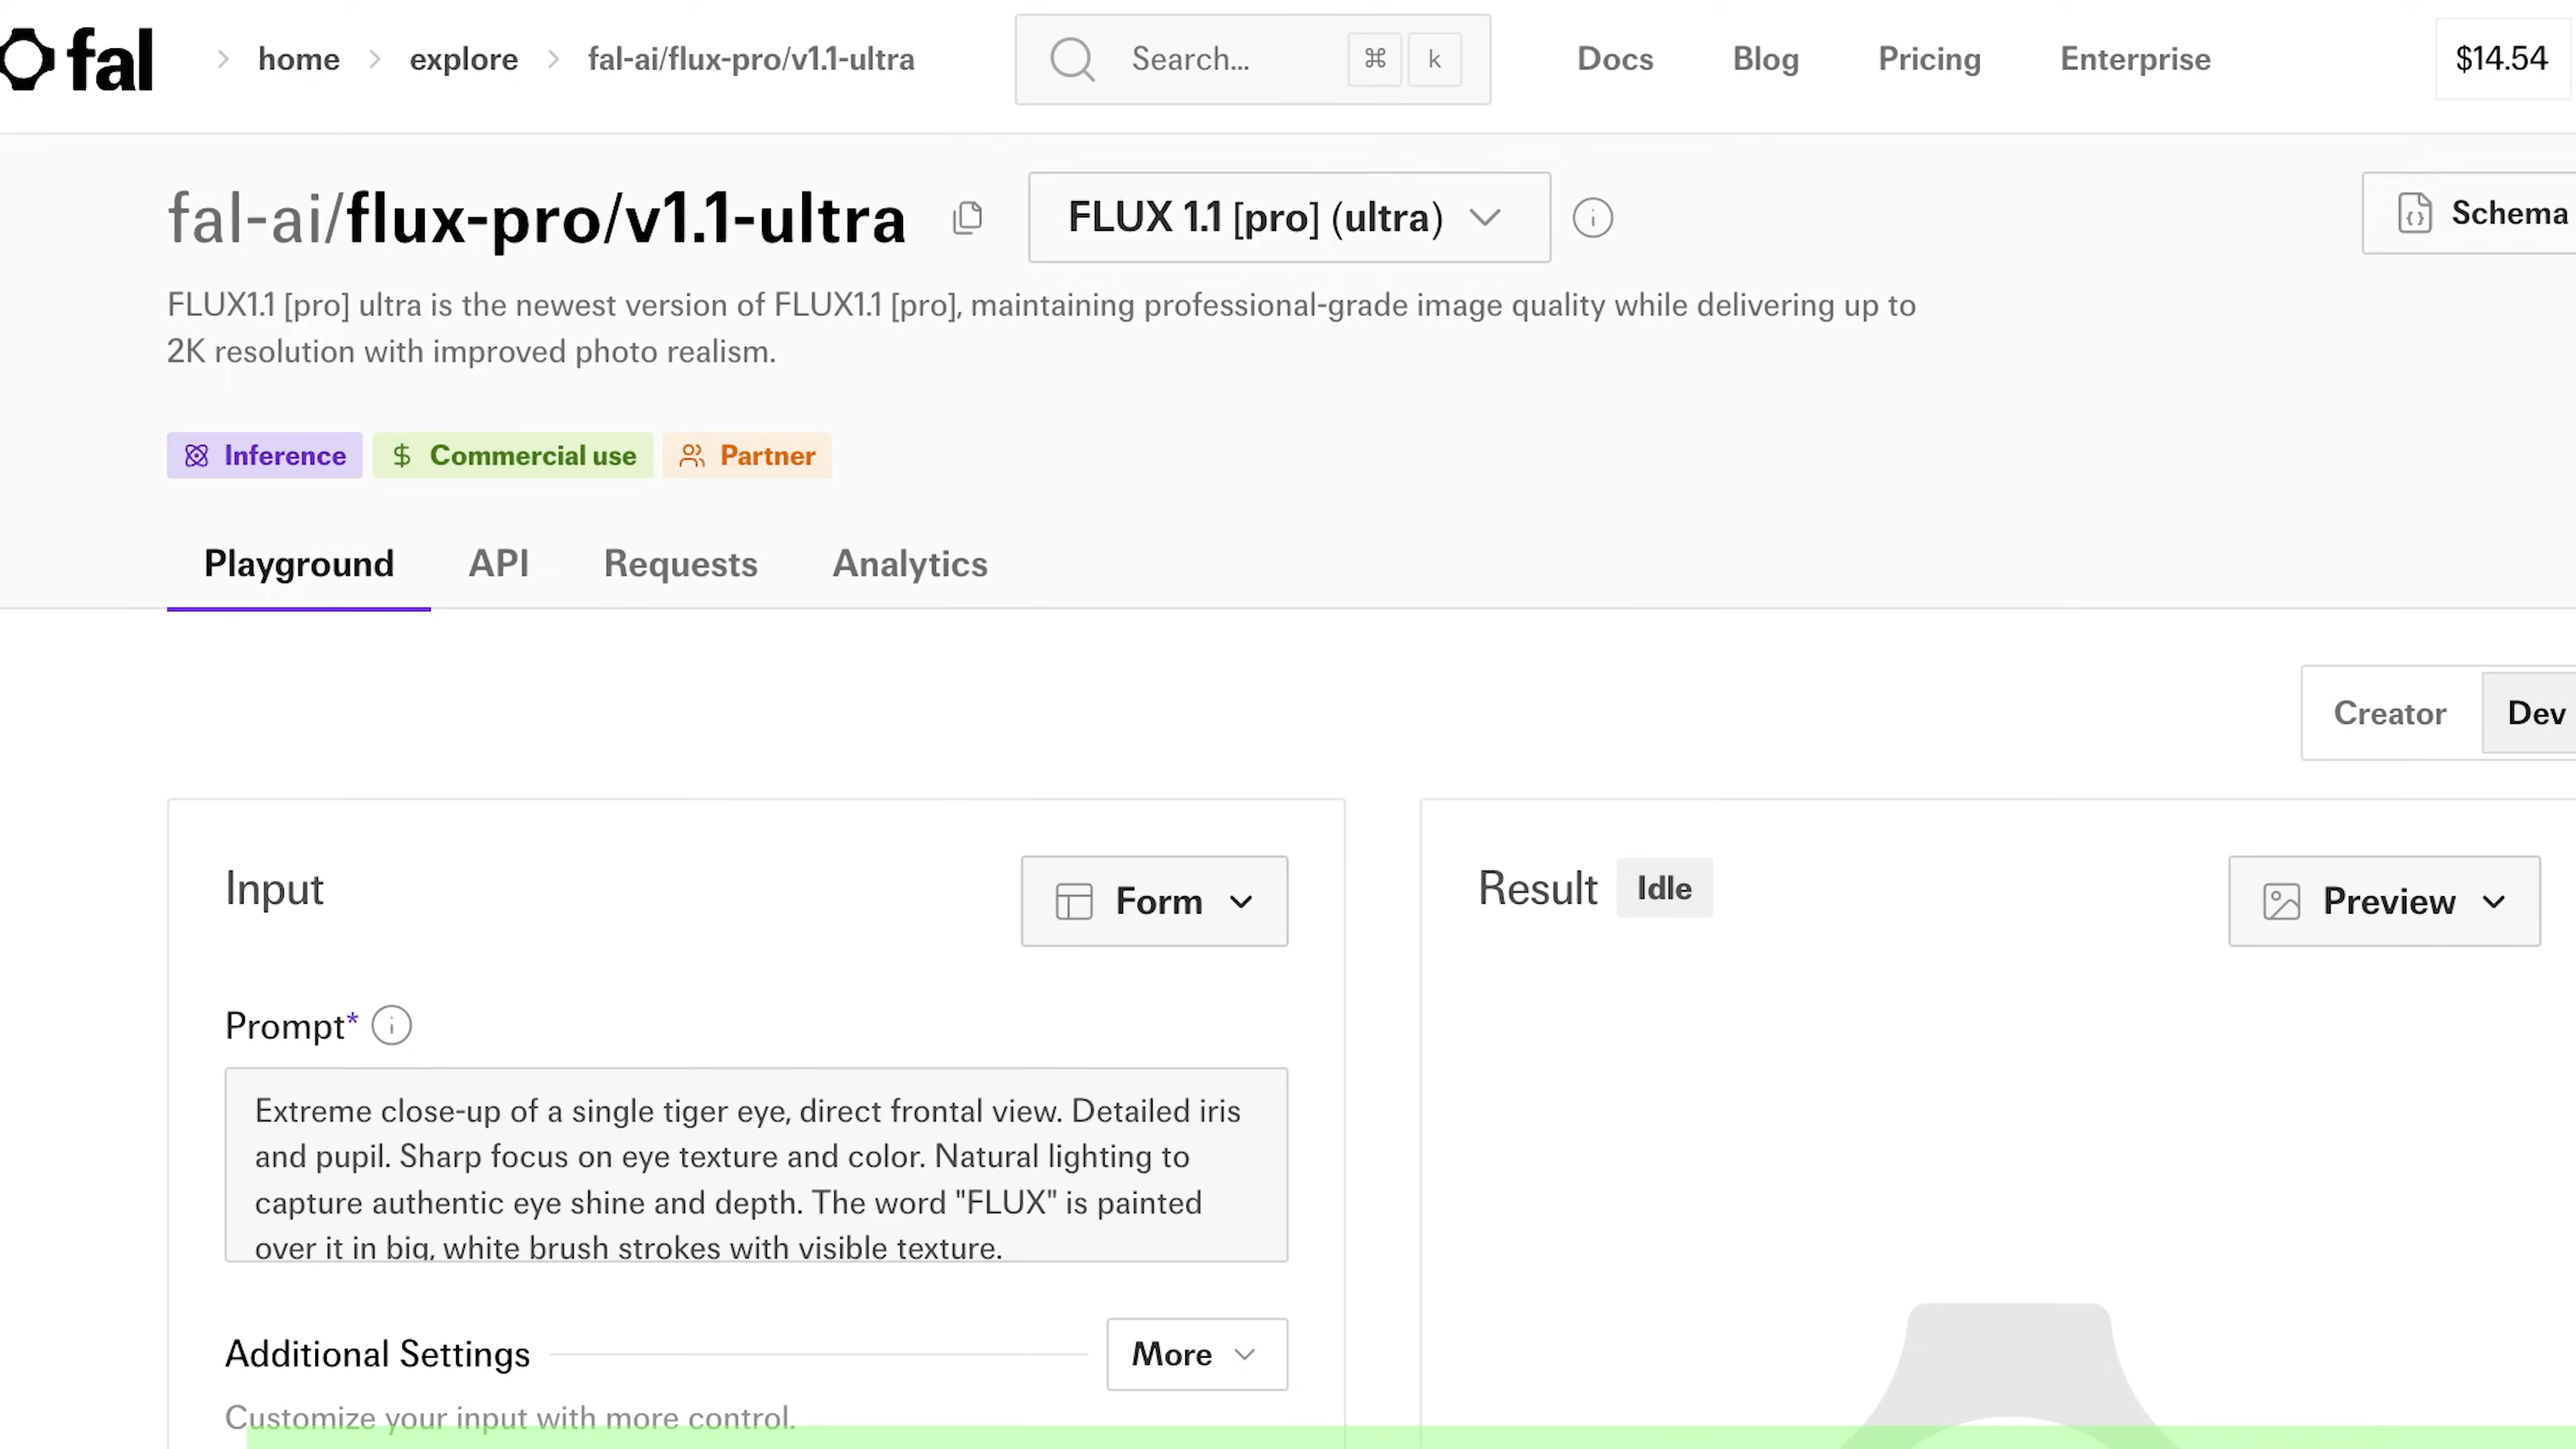 fal
home
explore
fal-ai/flux-pro/v1.1-ultra
Search...
⌘
k
Docs
Blog
Pricing
Enterprise
$14.54
fal-ai/flux-pro/v1.1-ultra
FLUX 1.1 [pro] (ultra)
Schema
FLUX1.1 [pro] ultra is the newest version of FLUX1.1 [pro], maintaining professional-grade image quality while delivering up to
2K resolution with improved photo realism.
Inference
Commercial use
Partner
Playground
API
Requests
Analytics
Creator
Dev
Input
Form
Result
Idle
Preview
Prompt*
Extreme close-up of a single tiger eye, direct frontal view. Detailed iris
and pupil. Sharp focus on eye texture and color. Natural lighting to
capture authentic eye shine and depth. The word "FLUX" is painted
over it in big, white brush strokes with visible texture.
Additional Settings
More
Customize your input with more control.